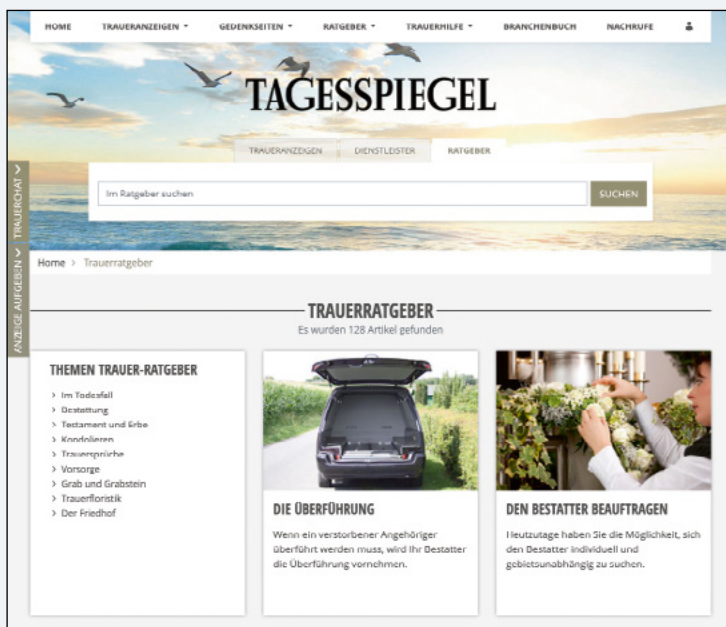 HOME TRAUERANZEIGEN GEDENKSEITEN RATGEBER TRAUERHILFE BRANCHENBUCH NACHRUFE
TAGESSPIEGEL
TRAUERANZEIGEN DIENSTLEISTER RATGEBER
Im Ratgeber suchen SUCHEN
TRAUERCHAT
ANZEIGE AUFGEBEN
Home > Trauerratgeber
TRAUERRATGEBER
Es wurden 128 Artikel gefunden
THEMEN TRAUER-RATGEBER
> Im Todesfall
> Bestattung
> Testament und Erbe
> Kondolieren
> Trauersprüche
> Vorsorge
> Grab und Grabstein
> Trauerfloristik
> Der Friedhof
DIE ÜBERFÜHRUNG
Wenn ein verstorbener Angehöriger
überführt werden muss, wird Ihr Bestatter
die Überführung vornehmen.
DEN BESTATTER BEAUFTRAGEN
Heutzutage haben Sie die Möglichkeit, sich
den Bestatter individuell und
gebietsunabhängig zu suchen.